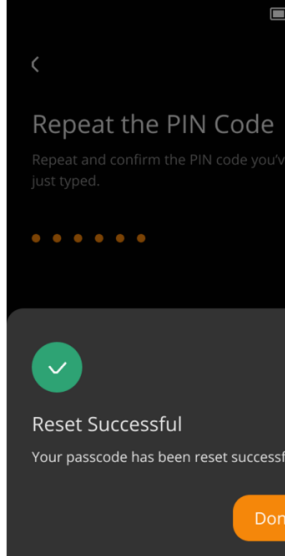 Repeat the PIN Code
Repeat and confirm the PIN code you'v
just typed.
Reset Successful
Your passcode has been reset successf
Don